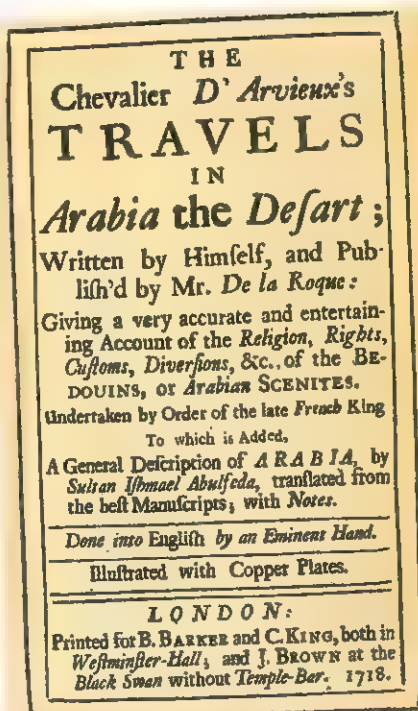 THE
Chevalier D' Arvieux's
TRAVELS
IN
Arabia the Deſart;
Written by Himſelf, and Pub-
liſh'd by Mr. De la Roque:
Giving a very accurate and entertain-
ing Account of the Religion, Rights,
Cuſtoms, Diverſions, &c., of the BE-
DOUINS, or Arabian SCENITES.
Undertaken by Order of the late French King
To which is Added,
A General Deſcription of ARABIA, by
Sultan Iſhmael Abulfeda, tranſlated from
the beſt Manuſcripts; with Notes.
Done into Engliſh by an Eminent Hand.
Illuſtrated with Copper Plates.
LONDON:
Printed for B. BARKER and C. KING, both in
Weſtminſter-Hall; and J. BROWN at the
Black Swan without Temple-Bar. 1718.